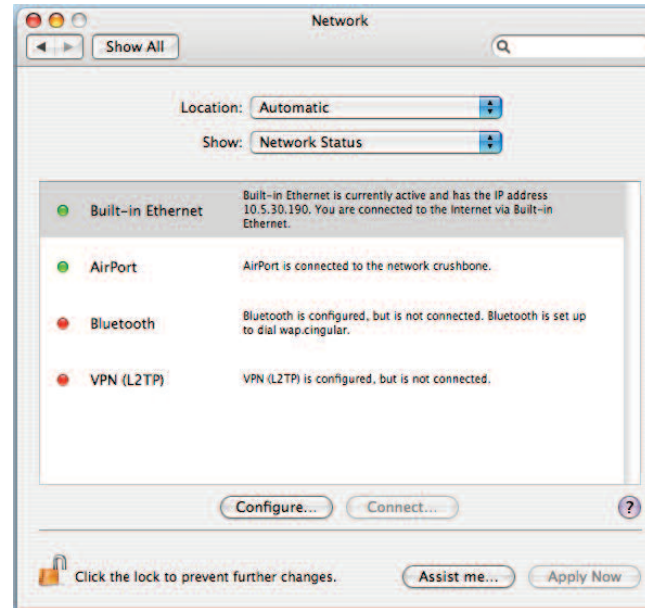 Network
Show All
Location: Automatic
Show: Network Status
Built-in Ethernet
Built-in Ethernet is currently active and has the IP address
10.5.30.190. You are connected to the Internet via Built-in
Ethernet.
AirPort
AirPort is connected to the network crushbone.
Bluetooth
Bluetooth is configured, but is not connected. Bluetooth is set up
to dial wap.cingular.
VPN (L2TP)
VPN (L2TP) is configured, but is not connected.
Configure... Connect... ?
Click the lock to prevent further changes. Assist me... Apply Now